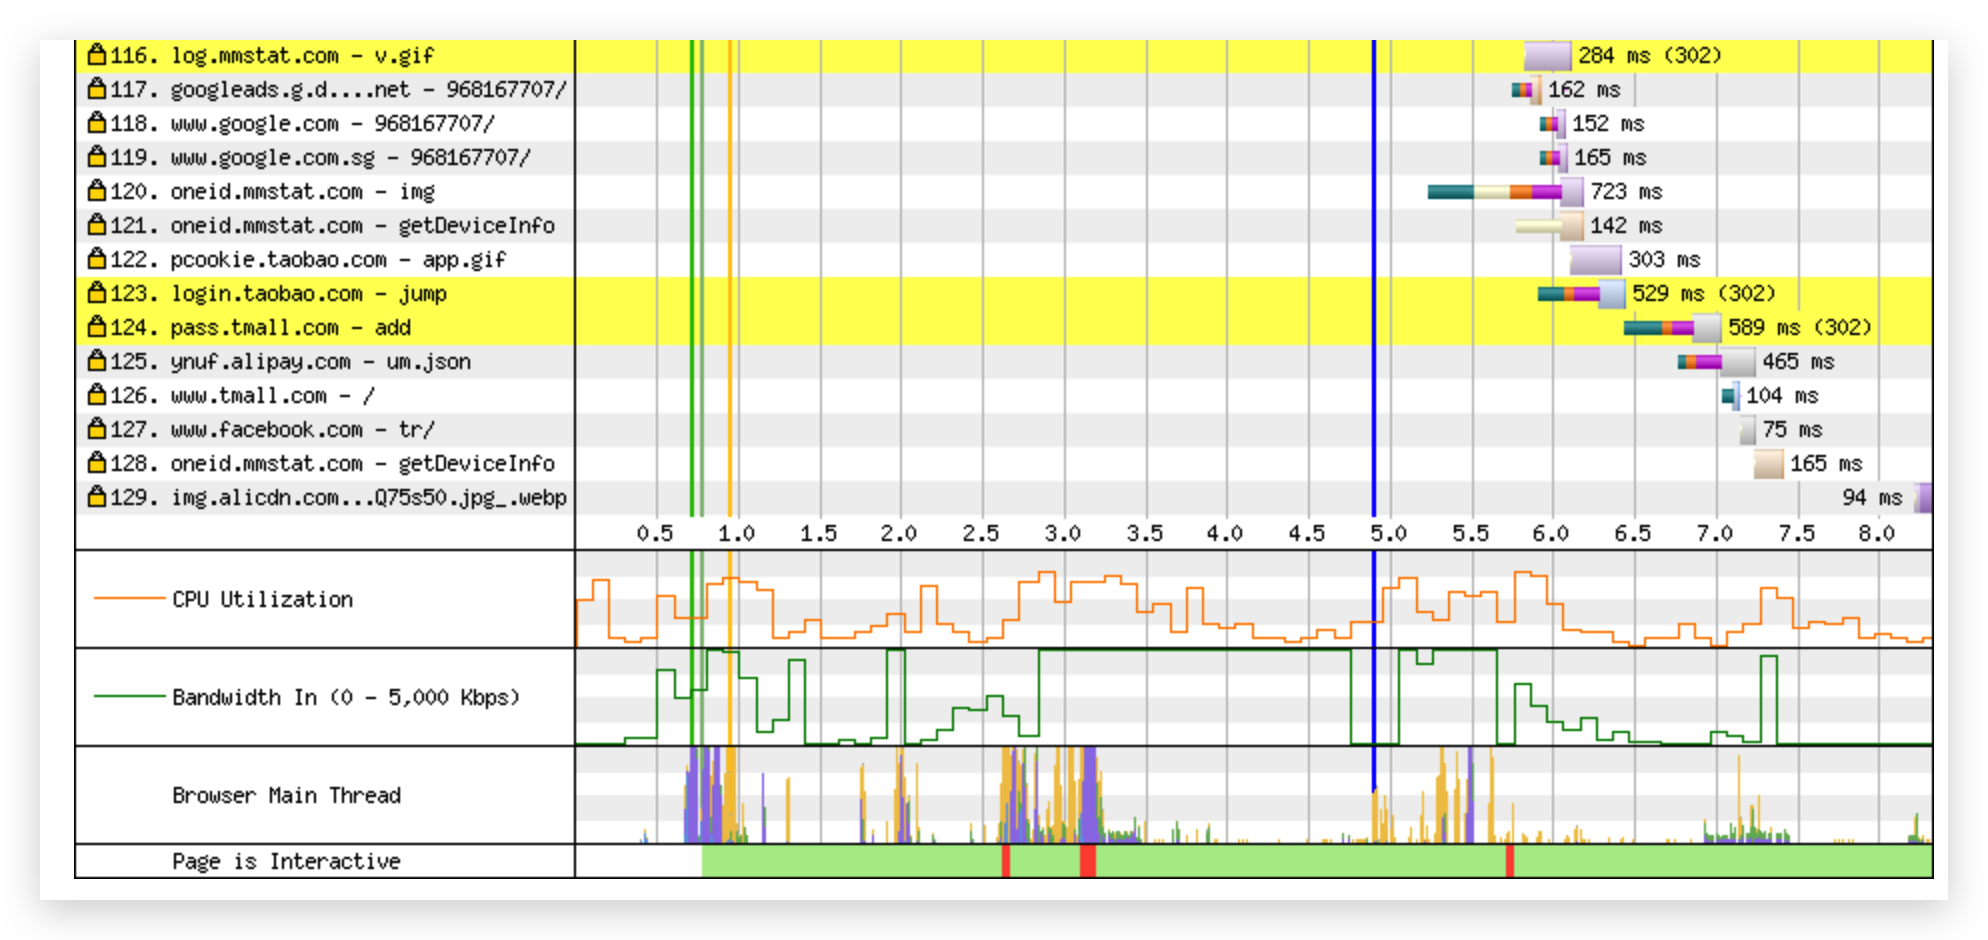 116. log.mmstat.com - v.gif 284 ms (302)
117. googleads.g.d....net - 968167707/ 162 ms
118. www.google.com - 968167707/ 152 ms
119. www.google.com.sg - 968167707/ 165 ms
120. oneid.mmstat.com - img 723 ms
121. oneid.mmstat.com - getDeviceInfo 142 ms
122. pcookie.taobao.com - app.gif 303 ms
123. login.taobao.com - jump 529 ms (302)
124. pass.tmall.com - add 589 ms (302)
125. ynuf.alipay.com - um.json 465 ms
126. www.tmall.com - / 104 ms
127. www.facebook.com - tr/ 75 ms
128. oneid.mmstat.com - getDeviceInfo 165 ms
129. img.alicdn.com...Q75s50.jpg_.webp 94 ms
0.5 1.0 1.5 2.0 2.5 3.0 3.5 4.0 4.5 5.0 5.5 6.0 6.5 7.0 7.5 8.0
CPU Utilization
Bandwidth In (0 - 5,000 Kbps)
Browser Main Thread
Page is Interactive